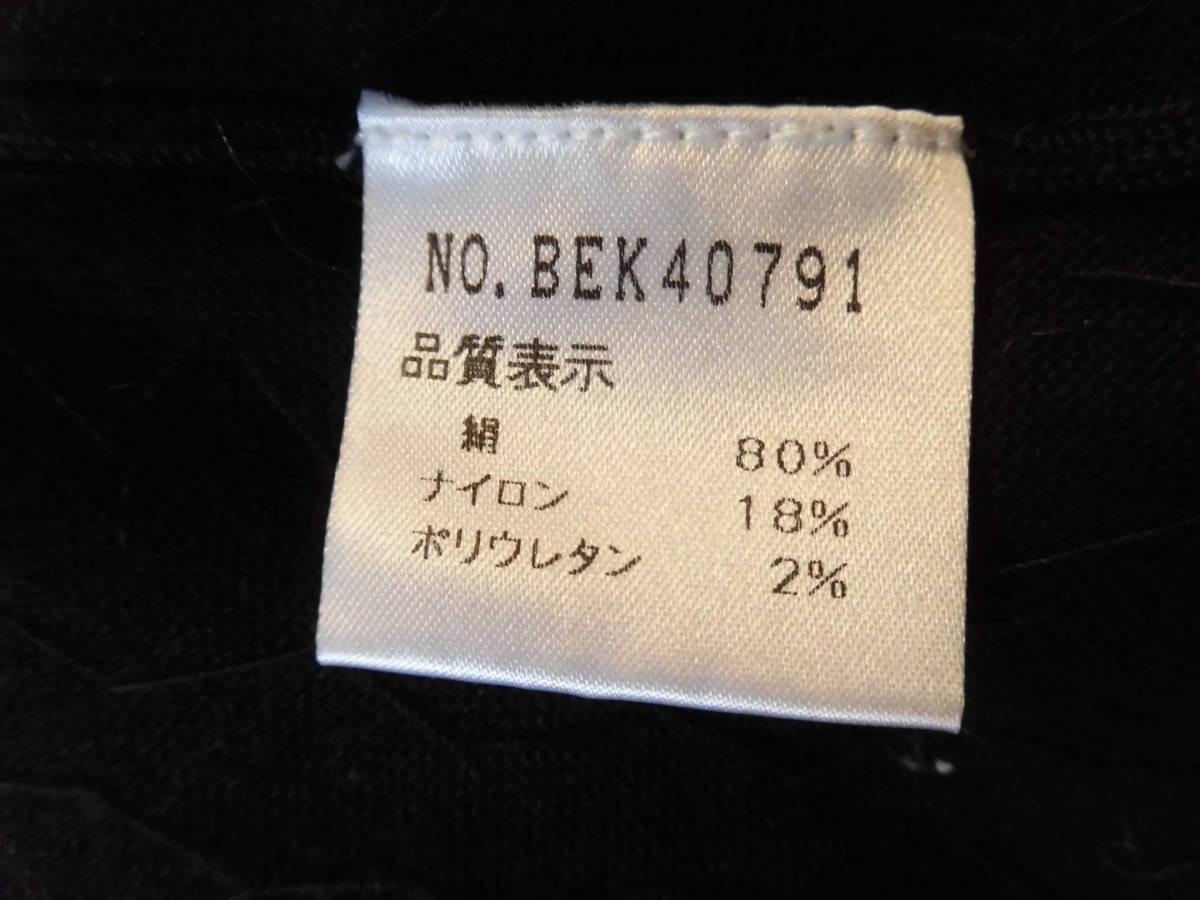 NO.BEK40791
品質表示
絹 80%
ナイロン 18%
ポリウレタン 2%